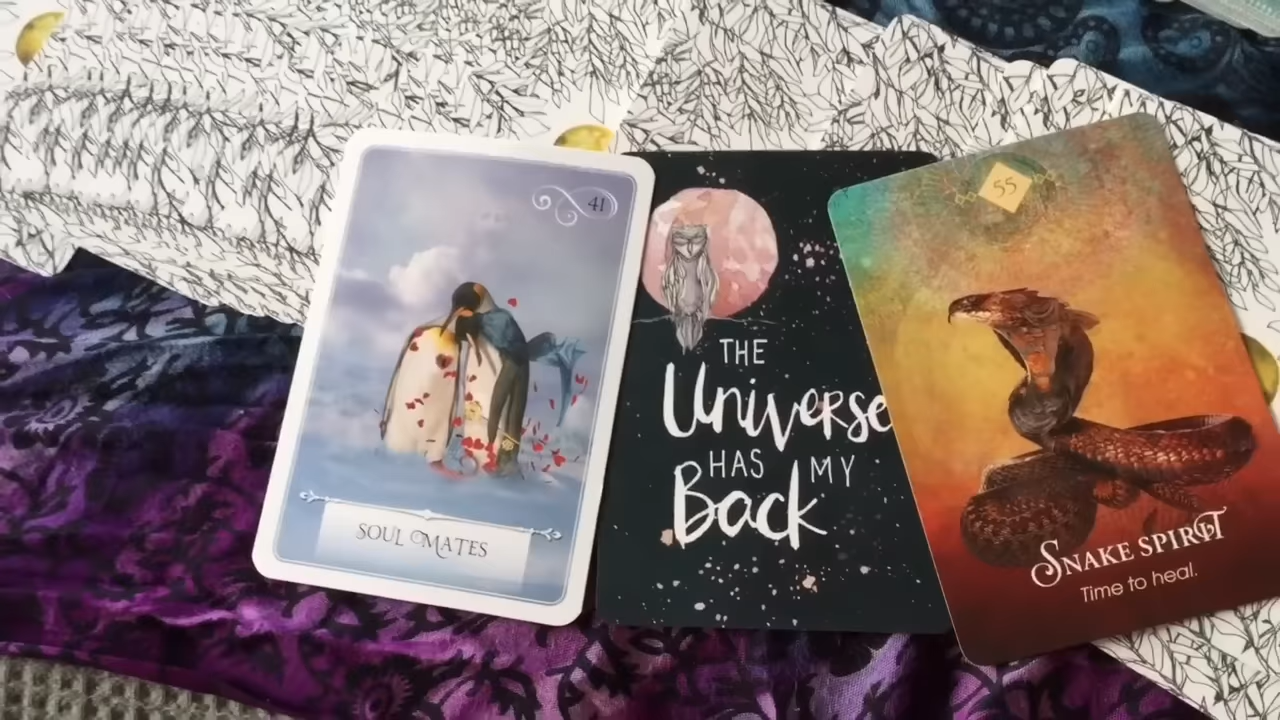 41
SOUL MATES
THE
Universe
HAS MY
Back
55
SNAKE SPIRIT
Time to heal.